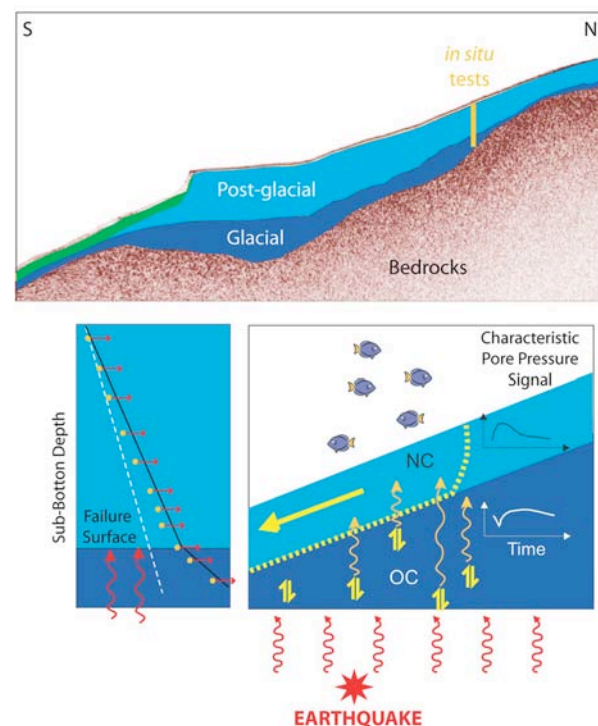 S
N
in situ
tests
Post-glacial
Glacial
Bedrocks
Sub-Botton Depth
Failure
Surface
Characteristic
Pore Pressure
Signal
NC
OC
Time
EARTHQUAKE